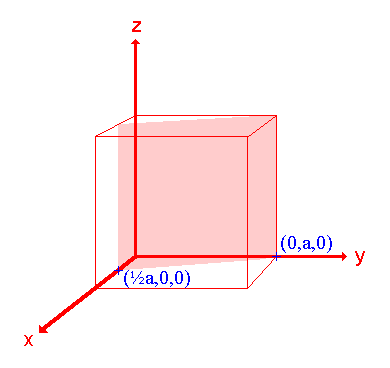 z
(0,a,0)
y
(½a,0,0)
x